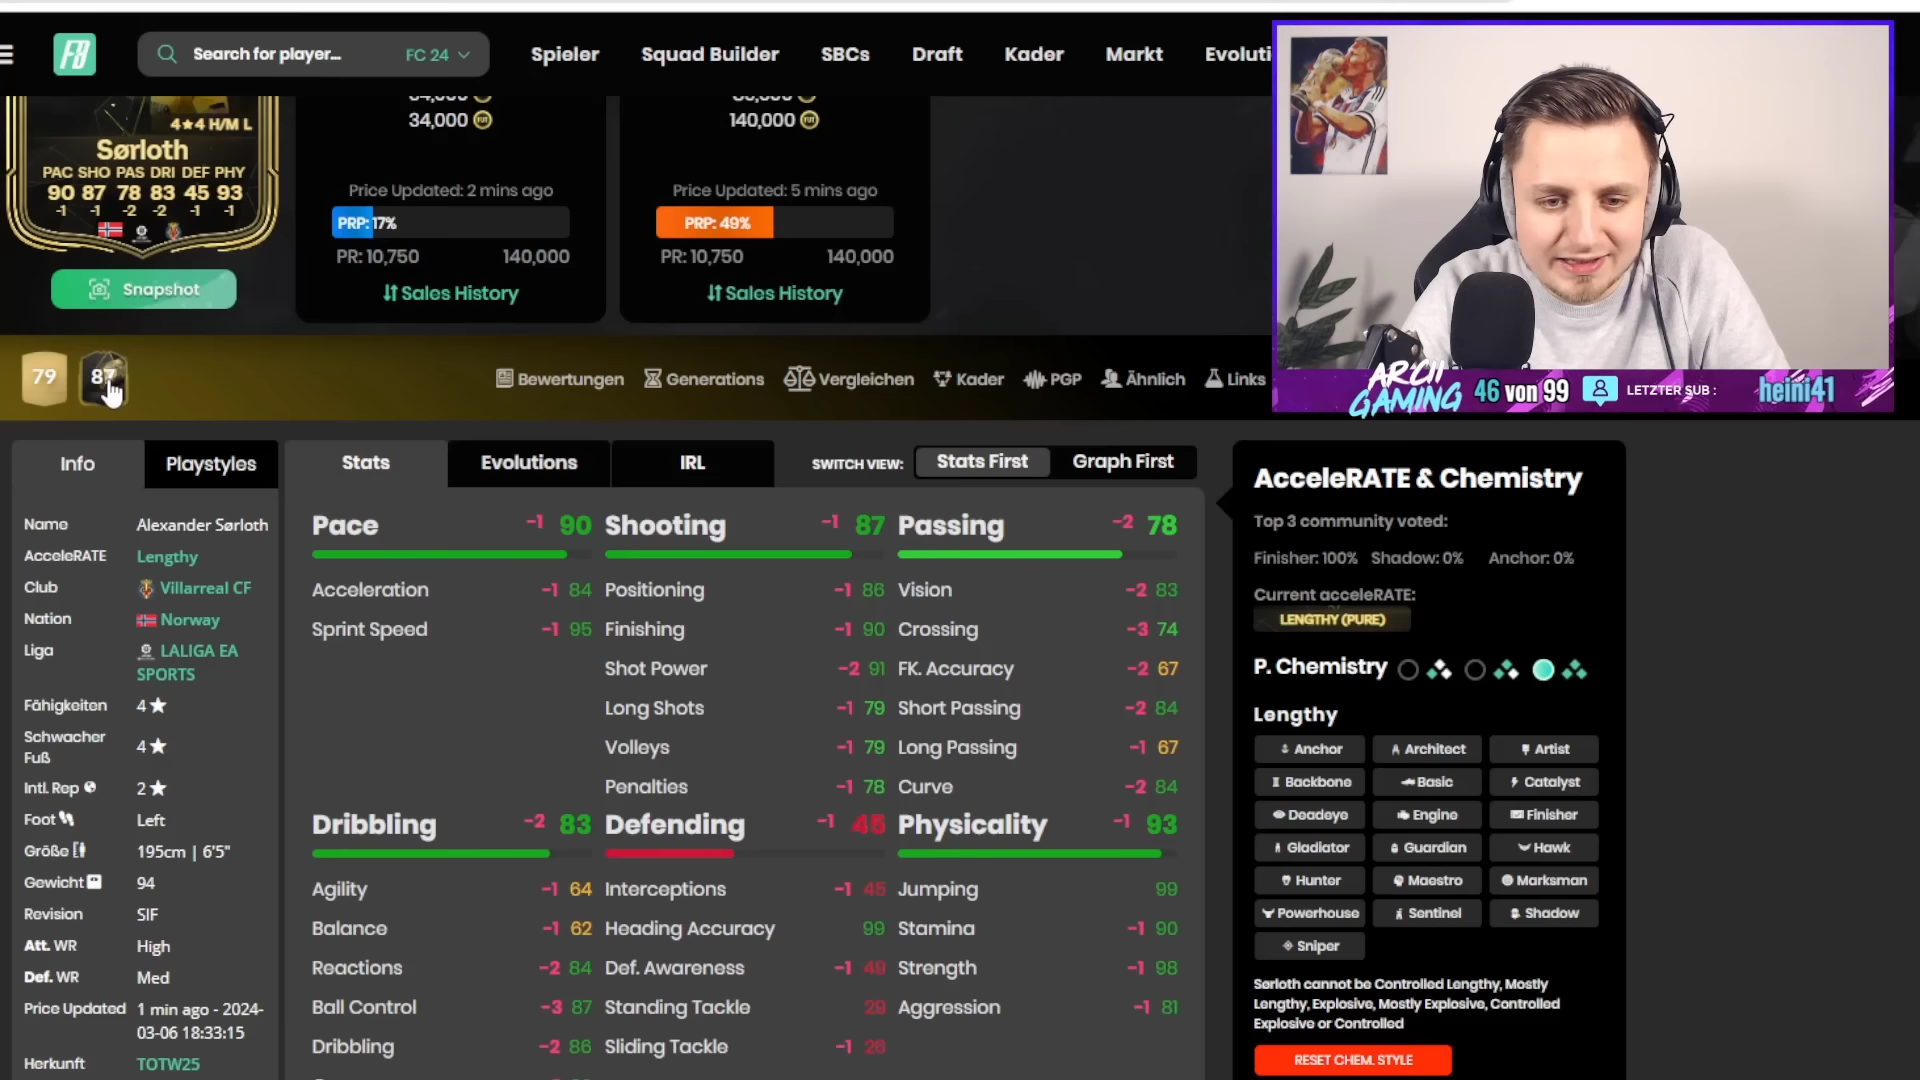 FB
Search for player...
FC 24
Spieler
Squad Builder
SBCs
Draft
Kader
Markt
Evoluti
4★4 H/M L
Sørloth
PAC SHO PAS DRI DEF PHY
90 87 78 83 45 93
-1 -1 -2 -2 -1 -1
Snapshot
34,000
Price Updated: 2 mins ago
PRP: 17%
PR: 10,750 140,000
Sales History
140,000
Price Updated: 5 mins ago
PRP: 49%
PR: 10,750 140,000
Sales History
ARCII
GAMING
46 von 99
LETZTER SUB :
heini41
79
87
Bewertungen
Generations
Vergleichen
Kader
PGP
Ähnlich
Links
Info
Playstyles
Name Alexander Sørloth
AcceleRATE Lengthy
Club Villarreal CF
Nation Norway
Liga LALIGA EA
SPORTS
Fähigkeiten 4 ★
Schwacher
Fuß 4 ★
Intl. Rep 2 ★
Foot Left
Größe 195cm | 6'5"
Gewicht 94
Revision SIF
Att. WR High
Def. WR Med
Price Updated 1 min ago - 2024-
03-06 18:33:15
Herkunft TOTW25
Stats
Evolutions
IRL
SWITCH VIEW:
Stats First
Graph First
Pace -1 90
Acceleration -1 84
Sprint Speed -1 95
Shooting -1 87
Positioning -1 86
Finishing -1 90
Shot Power -2 91
Long Shots -1 79
Volleys -1 79
Penalties -1 78
Passing -2 78
Vision -2 83
Crossing -3 74
FK. Accuracy -2 67
Short Passing -2 84
Long Passing -1 67
Curve -2 84
Dribbling -2 83
Agility -1 64
Balance -1 62
Reactions -2 84
Ball Control -3 87
Dribbling -2 86
Defending -1 45
Interceptions -1 45
Heading Accuracy 99
Def. Awareness -1 49
Standing Tackle 29
Sliding Tackle -1 26
Physicality -1 93
Jumping 99
Stamina -1 90
Strength -1 98
Aggression -1 81
AcceleRATE & Chemistry
Top 3 community voted:
Finisher: 100% Shadow: 0% Anchor: 0%
Current acceleRATE:
LENGTHY (PURE)
P. Chemistry
Lengthy
Anchor Architect Artist
Backbone Basic Catalyst
Deadeye Engine Finisher
Gladiator Guardian Hawk
Hunter Maestro Marksman
Powerhouse Sentinel Shadow
Sniper
Sørloth cannot be Controlled Lengthy, Mostly
Lengthy, Explosive, Mostly Explosive, Controlled
Explosive or Controlled
RESET CHEM. STYLE